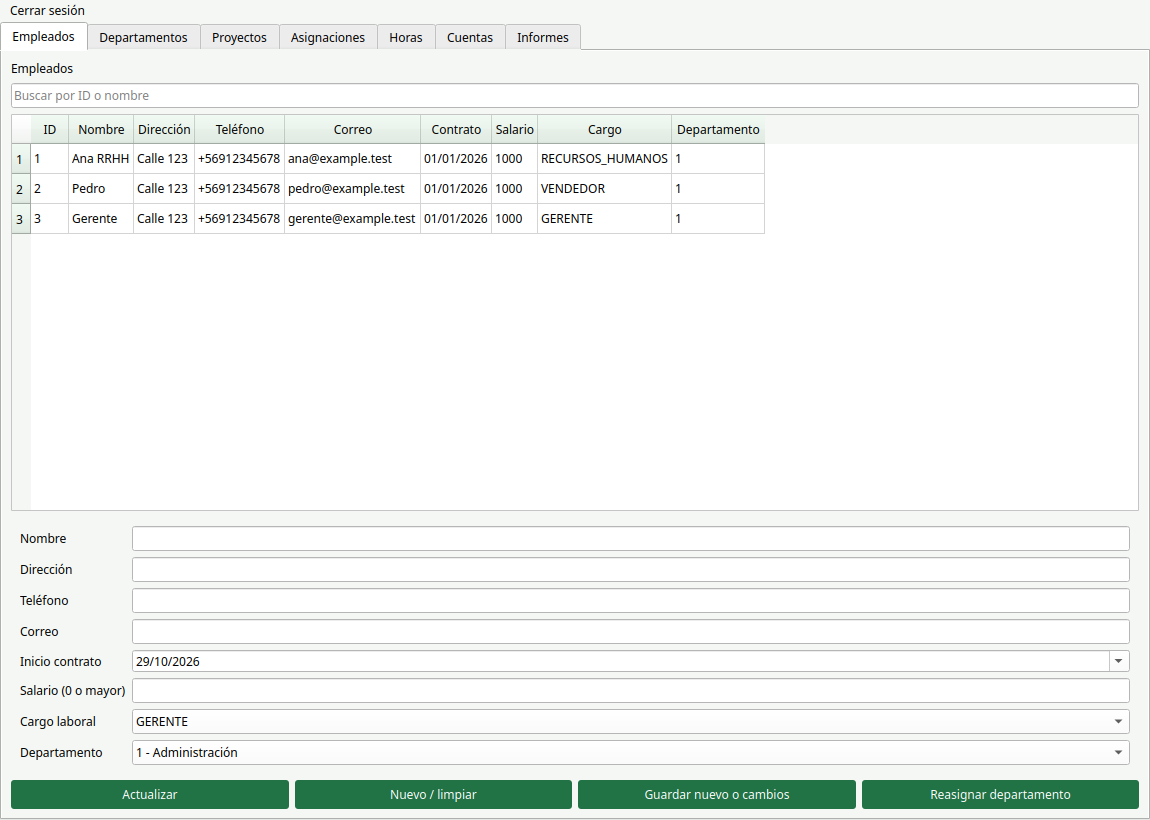 Cerrar sesión
Empleados Departamentos Proyectos Asignaciones Horas Cuentas Informes
Empleados
Buscar por ID o nombre
ID Nombre Dirección Teléfono Correo Contrato Salario Cargo Departamento
1 1 Ana RRHH Calle 123 +56912345678 ana@example.test 01/01/2026 1000 RECURSOS_HUMANOS 1
2 2 Pedro Calle 123 +56912345678 pedro@example.test 01/01/2026 1000 VENDEDOR 1
3 3 Gerente Calle 123 +56912345678 gerente@example.test 01/01/2026 1000 GERENTE 1
Nombre
Dirección
Teléfono
Correo
Inicio contrato 29/10/2026
Salario (0 o mayor)
Cargo laboral GERENTE
Departamento 1 - Administración
Actualizar Nuevo / limpiar Guardar nuevo o cambios Reasignar departamento